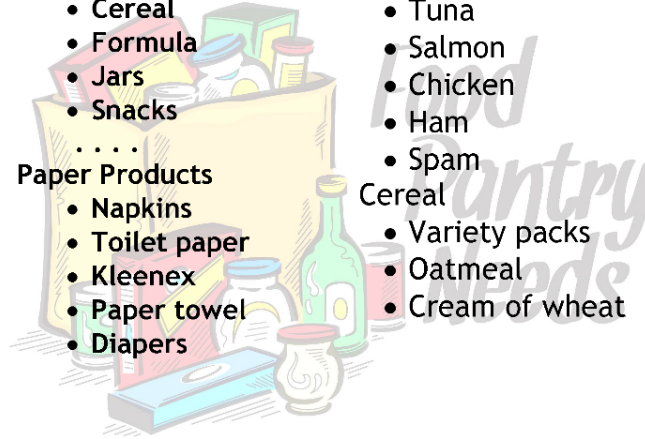 • Cereal
• Formula
• Jars
• Snacks
. . . .
Paper Products
• Napkins
• Toilet paper
• Kleenex
• Paper towel
• Diapers
• Tuna
• Salmon
• Chicken
• Ham
• Spam
Cereal
• Variety packs
• Oatmeal
• Cream of wheat
Food
Pantry
Needs